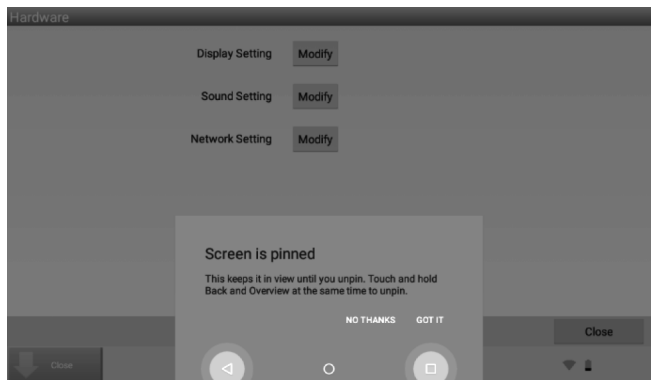 Hardware
Display Setting Modify
Sound Setting Modify
Network Setting Modify
Screen is pinned
This keeps it in view until you unpin. Touch and hold
Back and Overview at the same time to unpin.
NO THANKS GOT IT
Close
Close